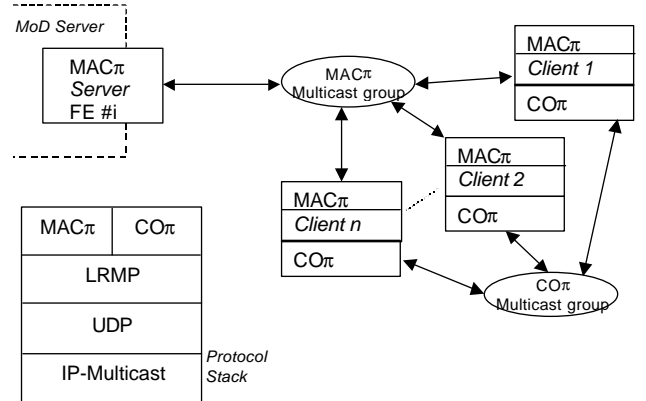 MoD Server
MACπ
Server
FE #i
MACπ
Multicast group
MACπ
Client 1
COπ
MACπ
Client 2
COπ
MACπ
Client n
COπ
COπ
Multicast group
MACπ COπ
LRMP
UDP
IP-Multicast
Protocol
Stack